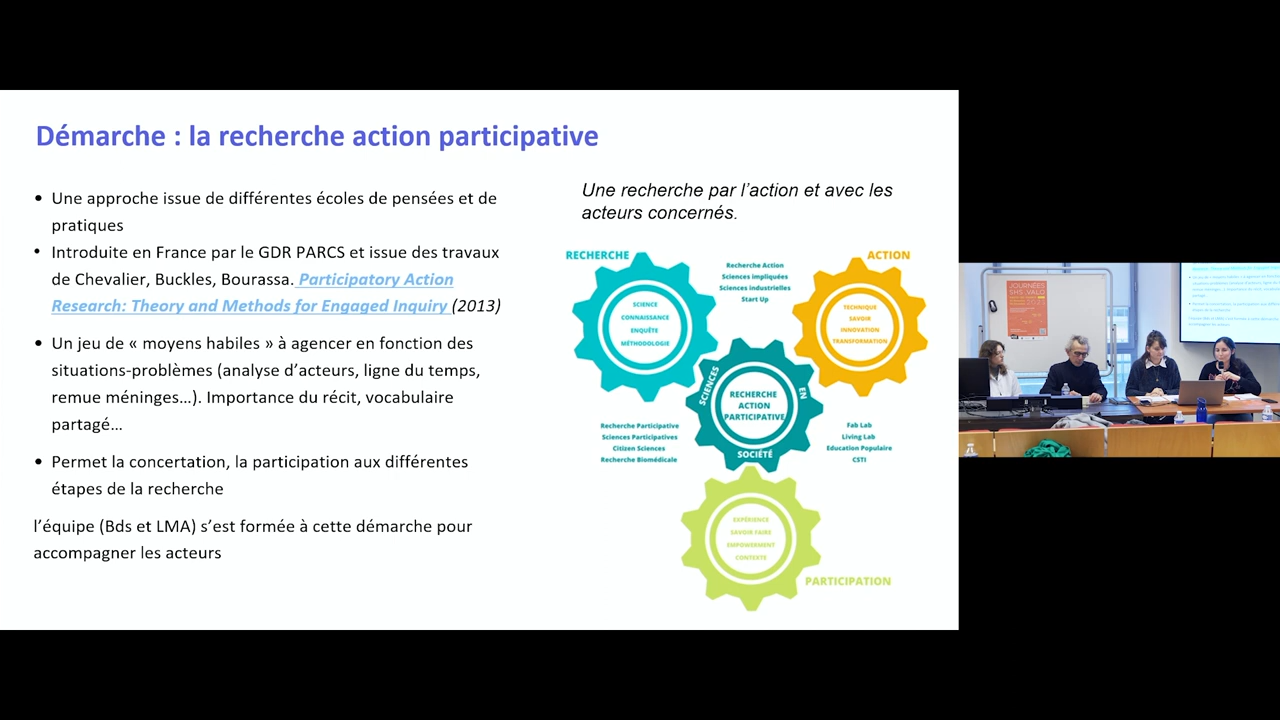 Démarche : la recherche action participative
• Une approche issue de différentes écoles de pensées et de
pratiques
• Introduite en France par le GDR PARCS et issue des travaux
de Chevalier, Buckles, Bourassa. Participatory Action
Research: Theory and Methods for Engaged Inquiry (2013)
• Un jeu de « moyens habiles » à agencer en fonction des
situations-problèmes (analyse d’acteurs, ligne du temps,
remue méninges…). Importance du récit, vocabulaire
partagé…
• Permet la concertation, la participation aux différentes
étapes de la recherche
l’équipe (Bds et LMA) s’est formée à cette démarche pour
accompagner les acteurs
Une recherche par l’action et avec les
acteurs concernés.
RECHERCHE
SCIENCE
CONNAISSANCE
ENQUÊTE
MÉTHODOLOGIE
Recherche Action
Sciences impliquées
Sciences industrielles
Start Up
ACTION
TECHNIQUE
SAVOIR
INNOVATION
TRANSFORMATION
SCIENCES
EN
SOCIÉTÉ
RECHERCHE
ACTION
PARTICIPATIVE
Recherche Participative
Sciences Participatives
Citizen Sciences
Recherche Biomédicale
Fab Lab
Living Lab
Education Populaire
CSTI
EXPÉRIENCE
SAVOIR FAIRE
EMPOWERMENT
CONTEXTE
PARTICIPATION
JOURNÉES
SHS VALO